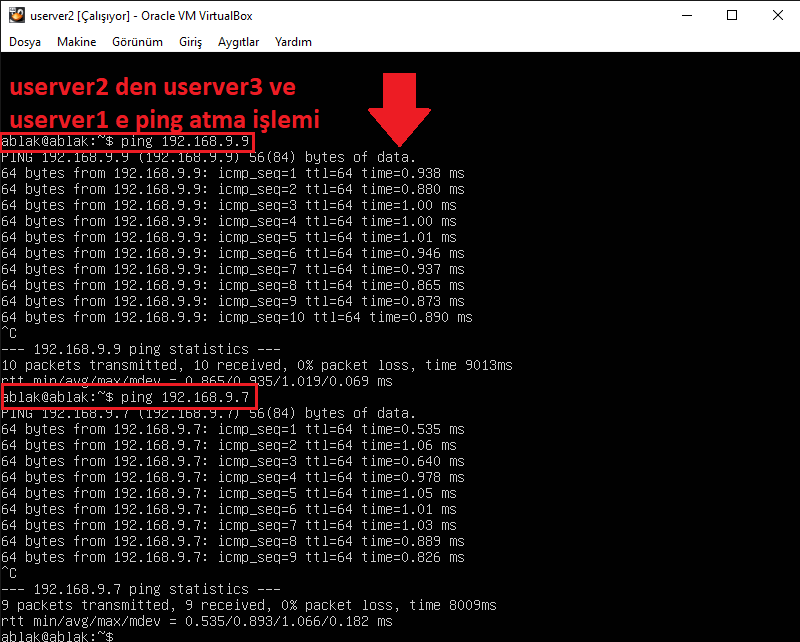 userver2 [Çalışıyor] - Oracle VM VirtualBox
Dosya Makine Görünüm Giriş Aygıtlar Yardım
userver2 den userver3 ve
userver1 e ping atma işlemi
ablak@ablak:~$ ping 192.168.9.9
PING 192.168.9.9 (192.168.9.9) 56(84) bytes of data.
64 bytes from 192.168.9.9: icmp_seq=1 ttl=64 time=0.938 ms
64 bytes from 192.168.9.9: icmp_seq=2 ttl=64 time=0.880 ms
64 bytes from 192.168.9.9: icmp_seq=3 ttl=64 time=1.00 ms
64 bytes from 192.168.9.9: icmp_seq=4 ttl=64 time=1.00 ms
64 bytes from 192.168.9.9: icmp_seq=5 ttl=64 time=1.01 ms
64 bytes from 192.168.9.9: icmp_seq=6 ttl=64 time=0.946 ms
64 bytes from 192.168.9.9: icmp_seq=7 ttl=64 time=0.937 ms
64 bytes from 192.168.9.9: icmp_seq=8 ttl=64 time=0.865 ms
64 bytes from 192.168.9.9: icmp_seq=9 ttl=64 time=0.873 ms
64 bytes from 192.168.9.9: icmp_seq=10 ttl=64 time=0.890 ms
^C
--- 192.168.9.9 ping statistics ---
10 packets transmitted, 10 received, 0% packet loss, time 9013ms
rtt min/avg/max/mdev = 0.865/0.935/1.019/0.069 ms
ablak@ablak:~$ ping 192.168.9.7
PING 192.168.9.7 (192.168.9.7) 56(84) bytes of data.
64 bytes from 192.168.9.7: icmp_seq=1 ttl=64 time=0.535 ms
64 bytes from 192.168.9.7: icmp_seq=2 ttl=64 time=1.06 ms
64 bytes from 192.168.9.7: icmp_seq=3 ttl=64 time=0.640 ms
64 bytes from 192.168.9.7: icmp_seq=4 ttl=64 time=0.978 ms
64 bytes from 192.168.9.7: icmp_seq=5 ttl=64 time=1.05 ms
64 bytes from 192.168.9.7: icmp_seq=6 ttl=64 time=1.01 ms
64 bytes from 192.168.9.7: icmp_seq=7 ttl=64 time=1.03 ms
64 bytes from 192.168.9.7: icmp_seq=8 ttl=64 time=0.889 ms
64 bytes from 192.168.9.7: icmp_seq=9 ttl=64 time=0.826 ms
^C
--- 192.168.9.7 ping statistics ---
9 packets transmitted, 9 received, 0% packet loss, time 8009ms
rtt min/avg/max/mdev = 0.535/0.893/1.066/0.182 ms
ablak@ablak:~$